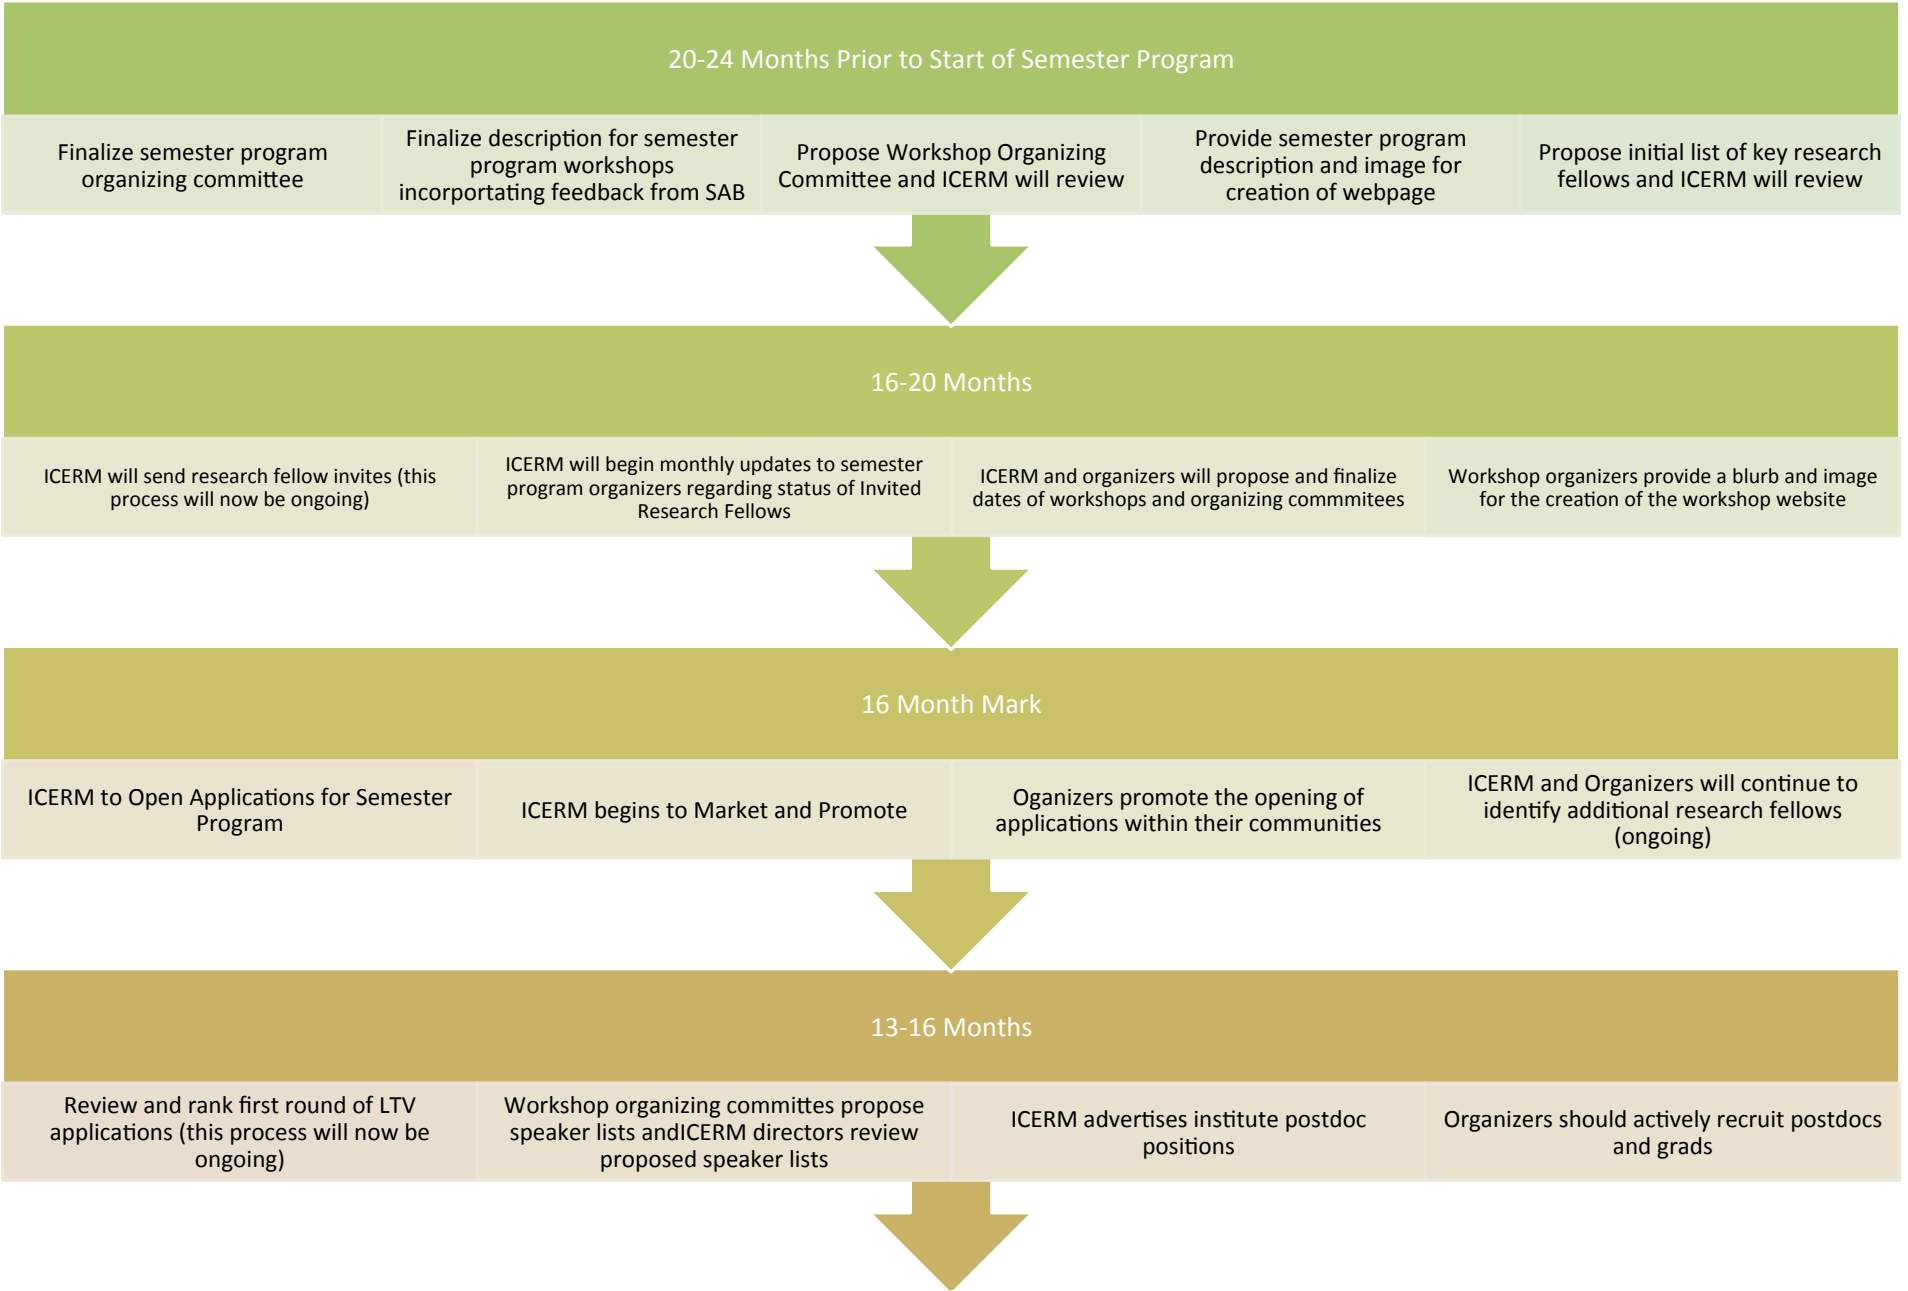 20-24 Months Prior to Start of Semester Program
Finalize semester program
organizing committee
Finalize description for semester
program workshops
incorportating feedback from SAB
Propose Workshop Organizing
Committee and ICERM will review
Provide semester program
description and image for
creation of webpage
Propose initial list of key research
fellows and ICERM will review
16-20 Months
ICERM will send research fellow invites (this
process will now be ongoing)
ICERM will begin monthly updates to semester
program organizers regarding status of Invited
Research Fellows
ICERM and organizers will propose and finalize
dates of workshops and organizing commmitees
Workshop organizers provide a blurb and image
for the creation of the workshop website
16 Month Mark
ICERM to Open Applications for Semester
Program
ICERM begins to Market and Promote
Oganizers promote the opening of
applications within their communities
ICERM and Organizers will continue to
identify additional research fellows
(ongoing)
13-16 Months
Review and rank first round of LTV
applications (this process will now be
ongoing)
Workshop organizing committes propose
speaker lists andICERM directors review
proposed speaker lists
ICERM advertises institute postdoc
positions
Organizers should actively recruit postdocs
and grads